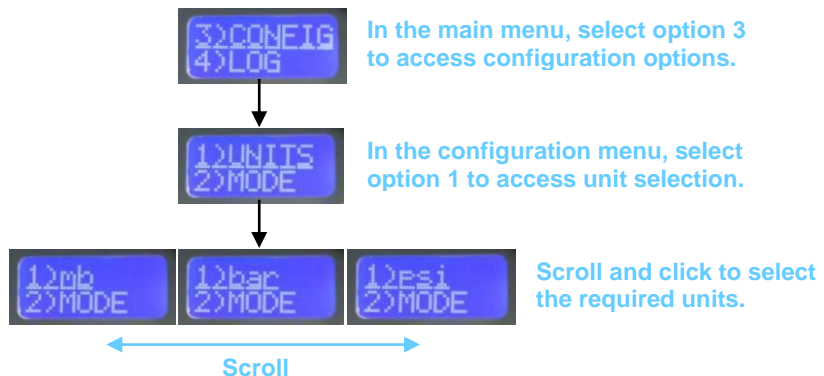 3)CONFIG
4)LOG
In the main menu, select option 3
to access configuration options.
1)UNITS
2)MODE
In the configuration menu, select
option 1 to access unit selection.
1)mb
2)MODE
1)bar
2)MODE
1)psi
2)MODE
Scroll and click to select
the required units.
Scroll